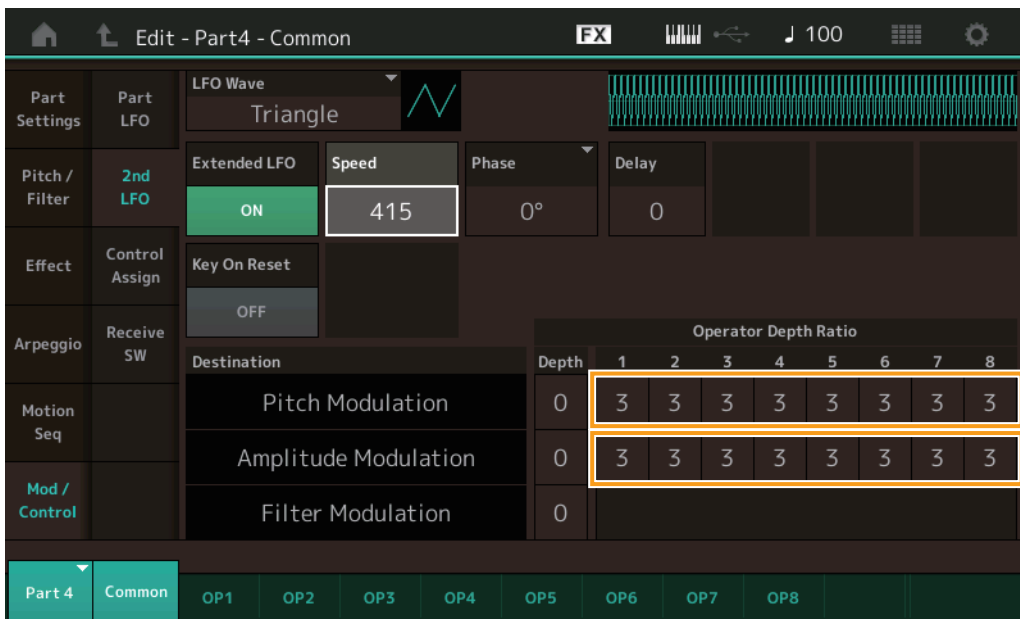 Edit - Part4 - Common
FX
♩ 100
Part Settings
Part LFO
LFO Wave
Triangle
Pitch / Filter
2nd LFO
Extended LFO
ON
Speed
415
Phase
0°
Delay
0
Effect
Control Assign
Key On Reset
OFF
Arpeggio
Receive SW
Operator Depth Ratio
Destination Depth 1 2 3 4 5 6 7 8
Motion Seq
Pitch Modulation 0 3 3 3 3 3 3 3 3
Amplitude Modulation 0 3 3 3 3 3 3 3 3
Mod / Control
Filter Modulation 0
Part 4 Common OP1 OP2 OP3 OP4 OP5 OP6 OP7 OP8